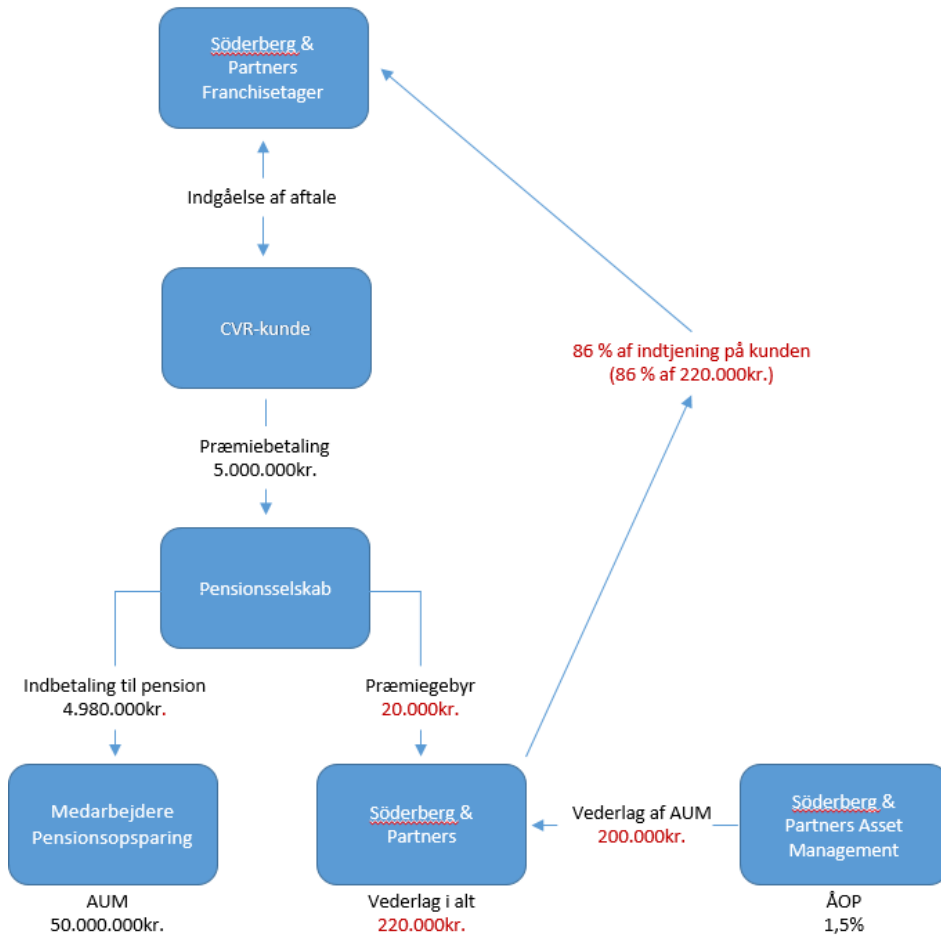 Söderberg &
Partners
Franchisetager
Indgåelse af aftale
CVR-kunde
86 % af indtjening på kunden
(86 % af 220.000kr.)
Præmiebetaling
5.000.000kr.
Pensionsselskab
Indbetaling til pension
4.980.000kr.
Præmiegebyr
20.000kr.
Medarbejdere
Pensionsopsparing
Söderberg &
Partners
Vederlag af AUM
200.000kr.
Söderberg &
Partners Asset
Management
AUM
50.000.000kr.
Vederlag i alt
220.000kr.
ÅOP
1,5%